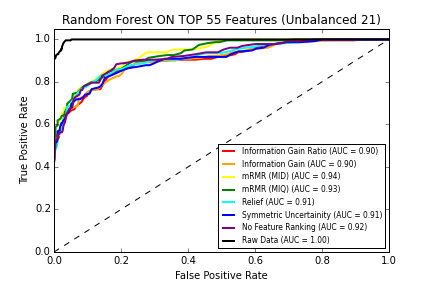 Random Forest ON TOP 55 Features (Unbalanced 21)
1.0
0.8
0.6
0.4
0.2
0.0
True Positive Rate
Information Gain Ratio (AUC = 0.90)
Information Gain (AUC = 0.90)
mRMR (MID) (AUC = 0.94)
mRMR (MIQ) (AUC = 0.93)
Relief (AUC = 0.91)
Symmetric Uncertainity (AUC = 0.91)
No Feature Ranking (AUC = 0.92)
Raw Data (AUC = 1.00)
0.0 0.2 0.4 0.6 0.8 1.0
False Positive Rate